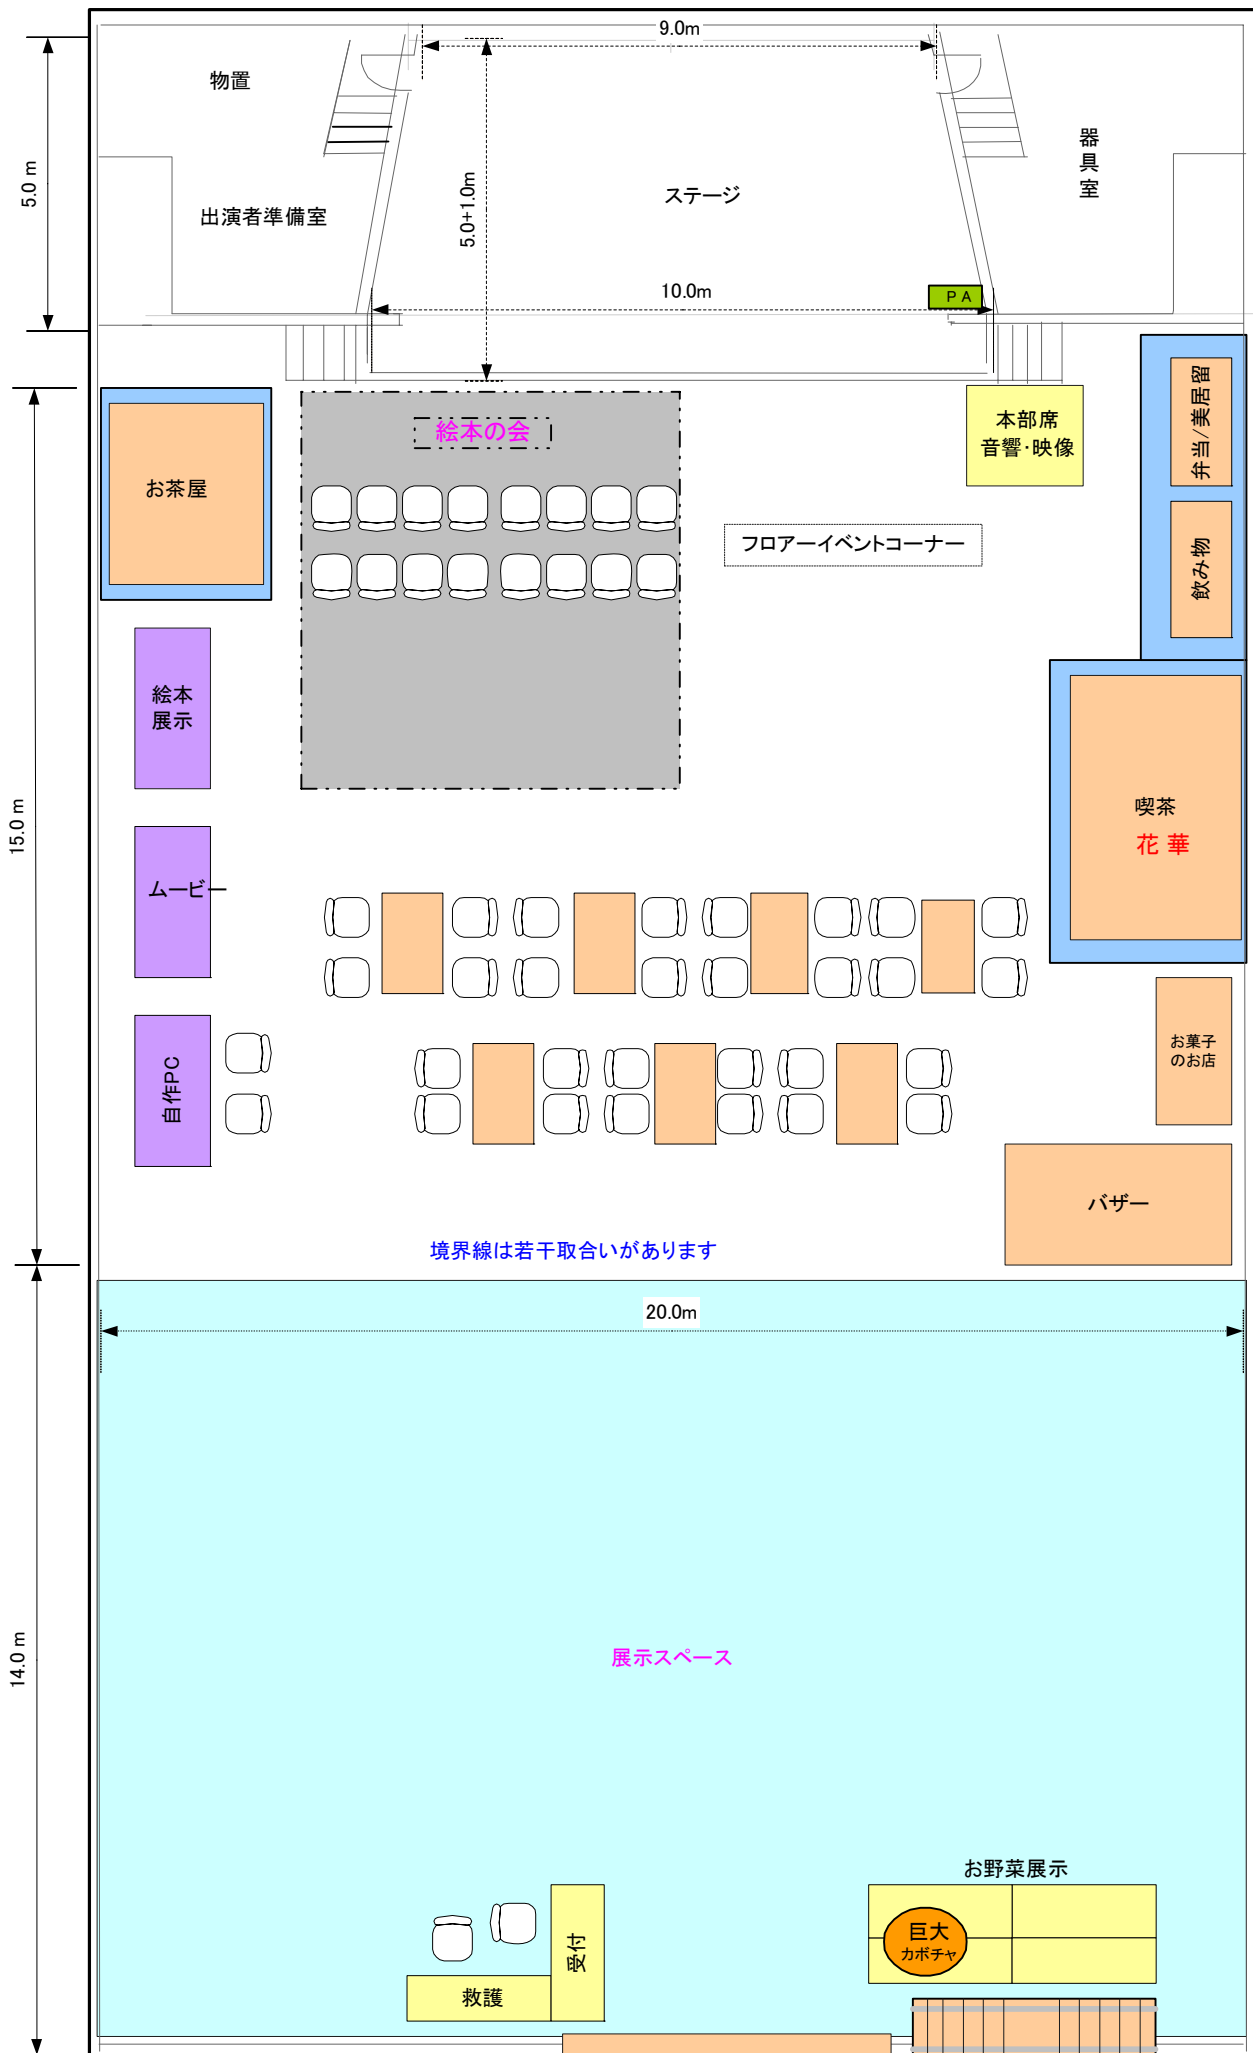 9.0m
物置
5.0 m
器具室
出演者準備室
5.0+1.0m
ステージ
10.0m
PA
絵本の会
本部席
音響・映像
弁当/美居留
お茶屋
フロアーイベントコーナー
飲み物
絵本
展示
喫茶
花 華
15.0 m
ムービー
お菓子
のお店
自作PC
バザー
境界線は若干取合いがあります
20.0m
展示スペース
14.0 m
お野菜展示
巨大
カボチャ
受付
救護